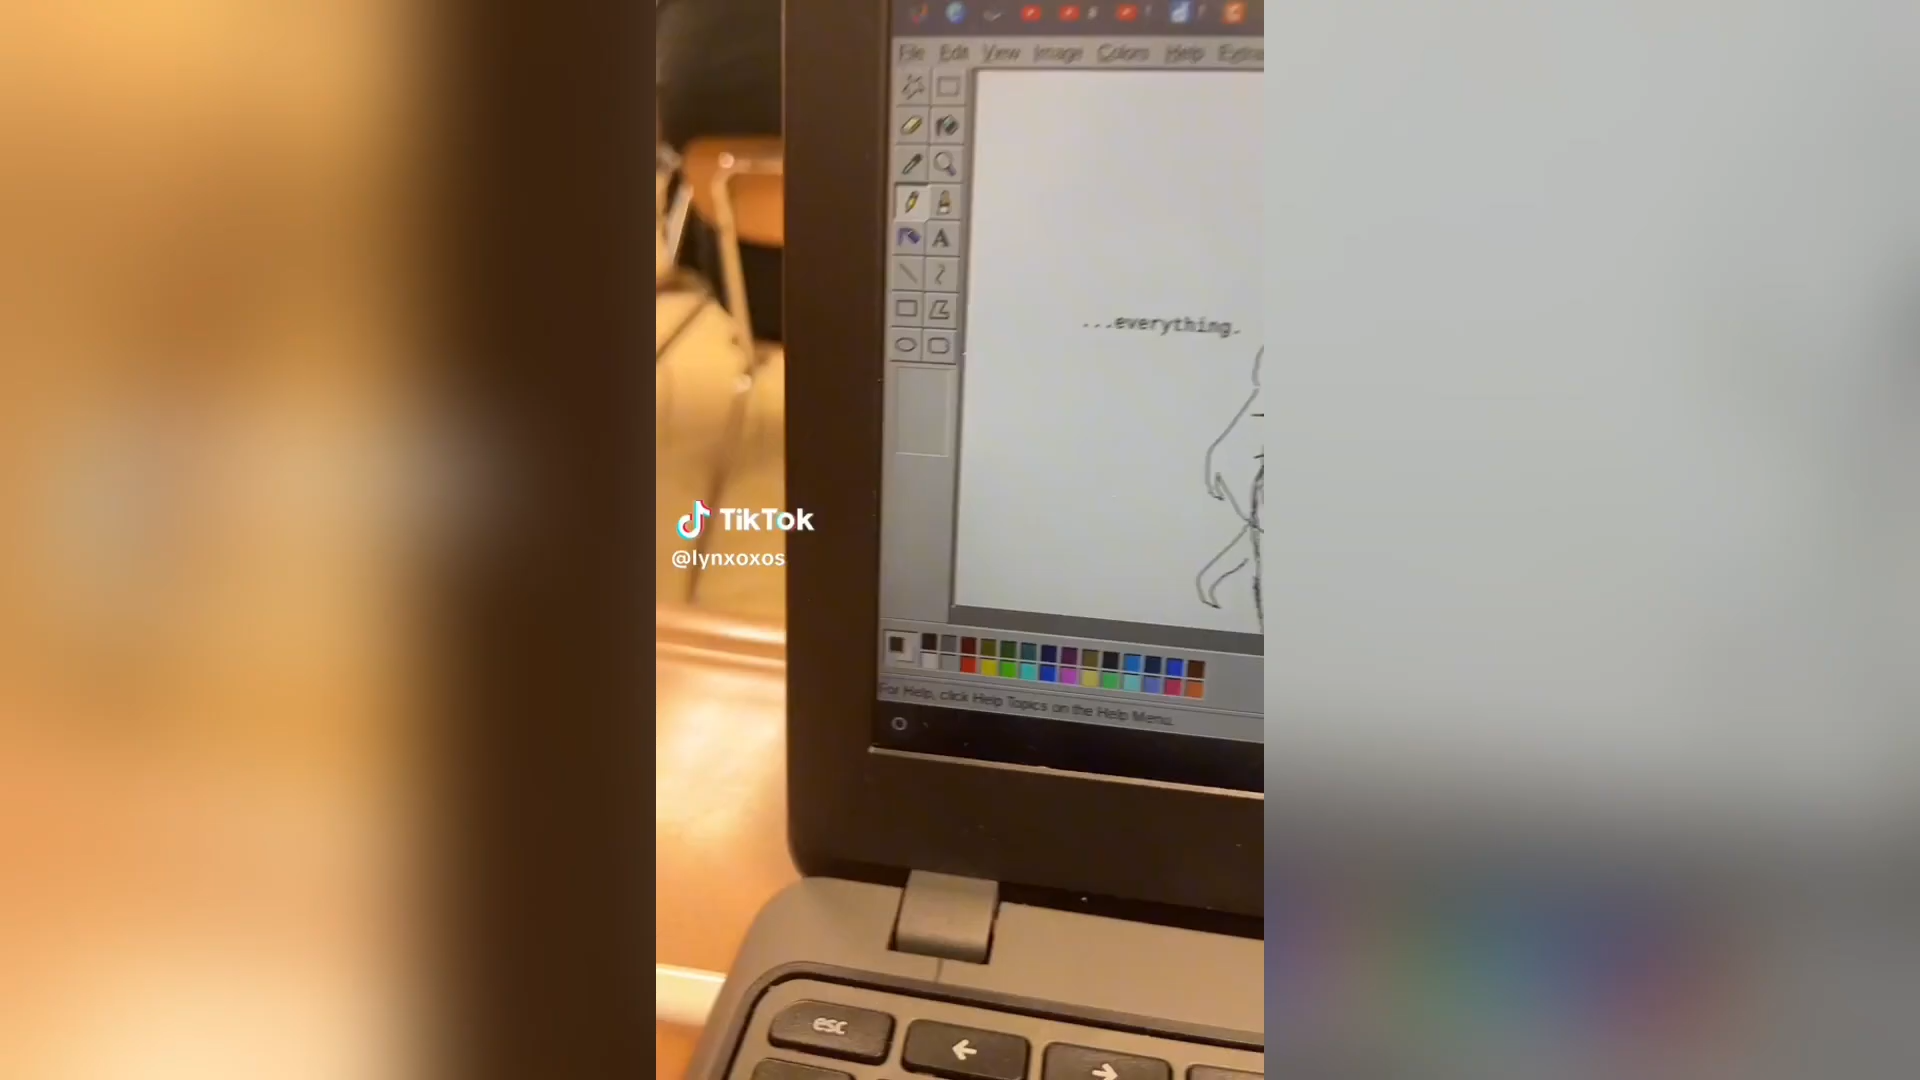 File Edit View Image Colors Help
A
...everything.
TikTok
@lynxoxos
For Help, click Help Topics on the Help Menu.
esc